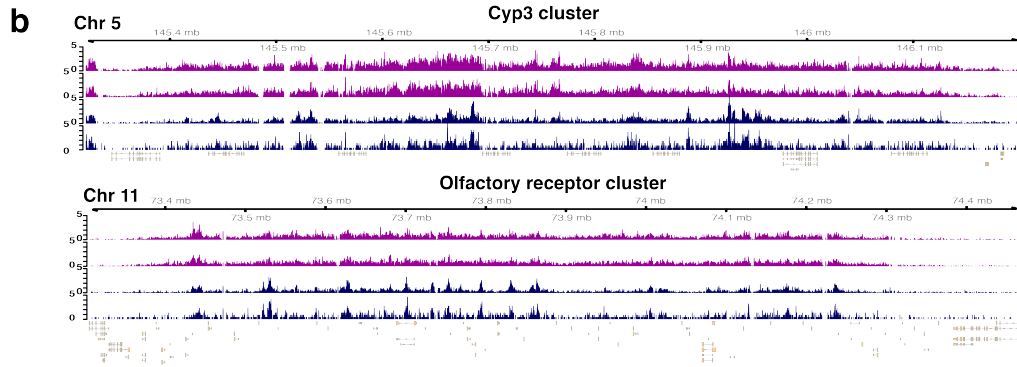 b
Cyp3 cluster
Chr 5
145.4 mb 145.6 mb 145.8 mb 146 mb
145.5 mb 145.7 mb 145.9 mb 146.1 mb
5
5 0
0 5
0 5
0
Olfactory receptor cluster
Chr 11
73.4 mb 73.6 mb 73.8 mb 74 mb 74.2 mb 74.4 mb
73.5 mb 73.7 mb 73.9 mb 74.1 mb 74.3 mb
5
5 0
0 5
0 5
0